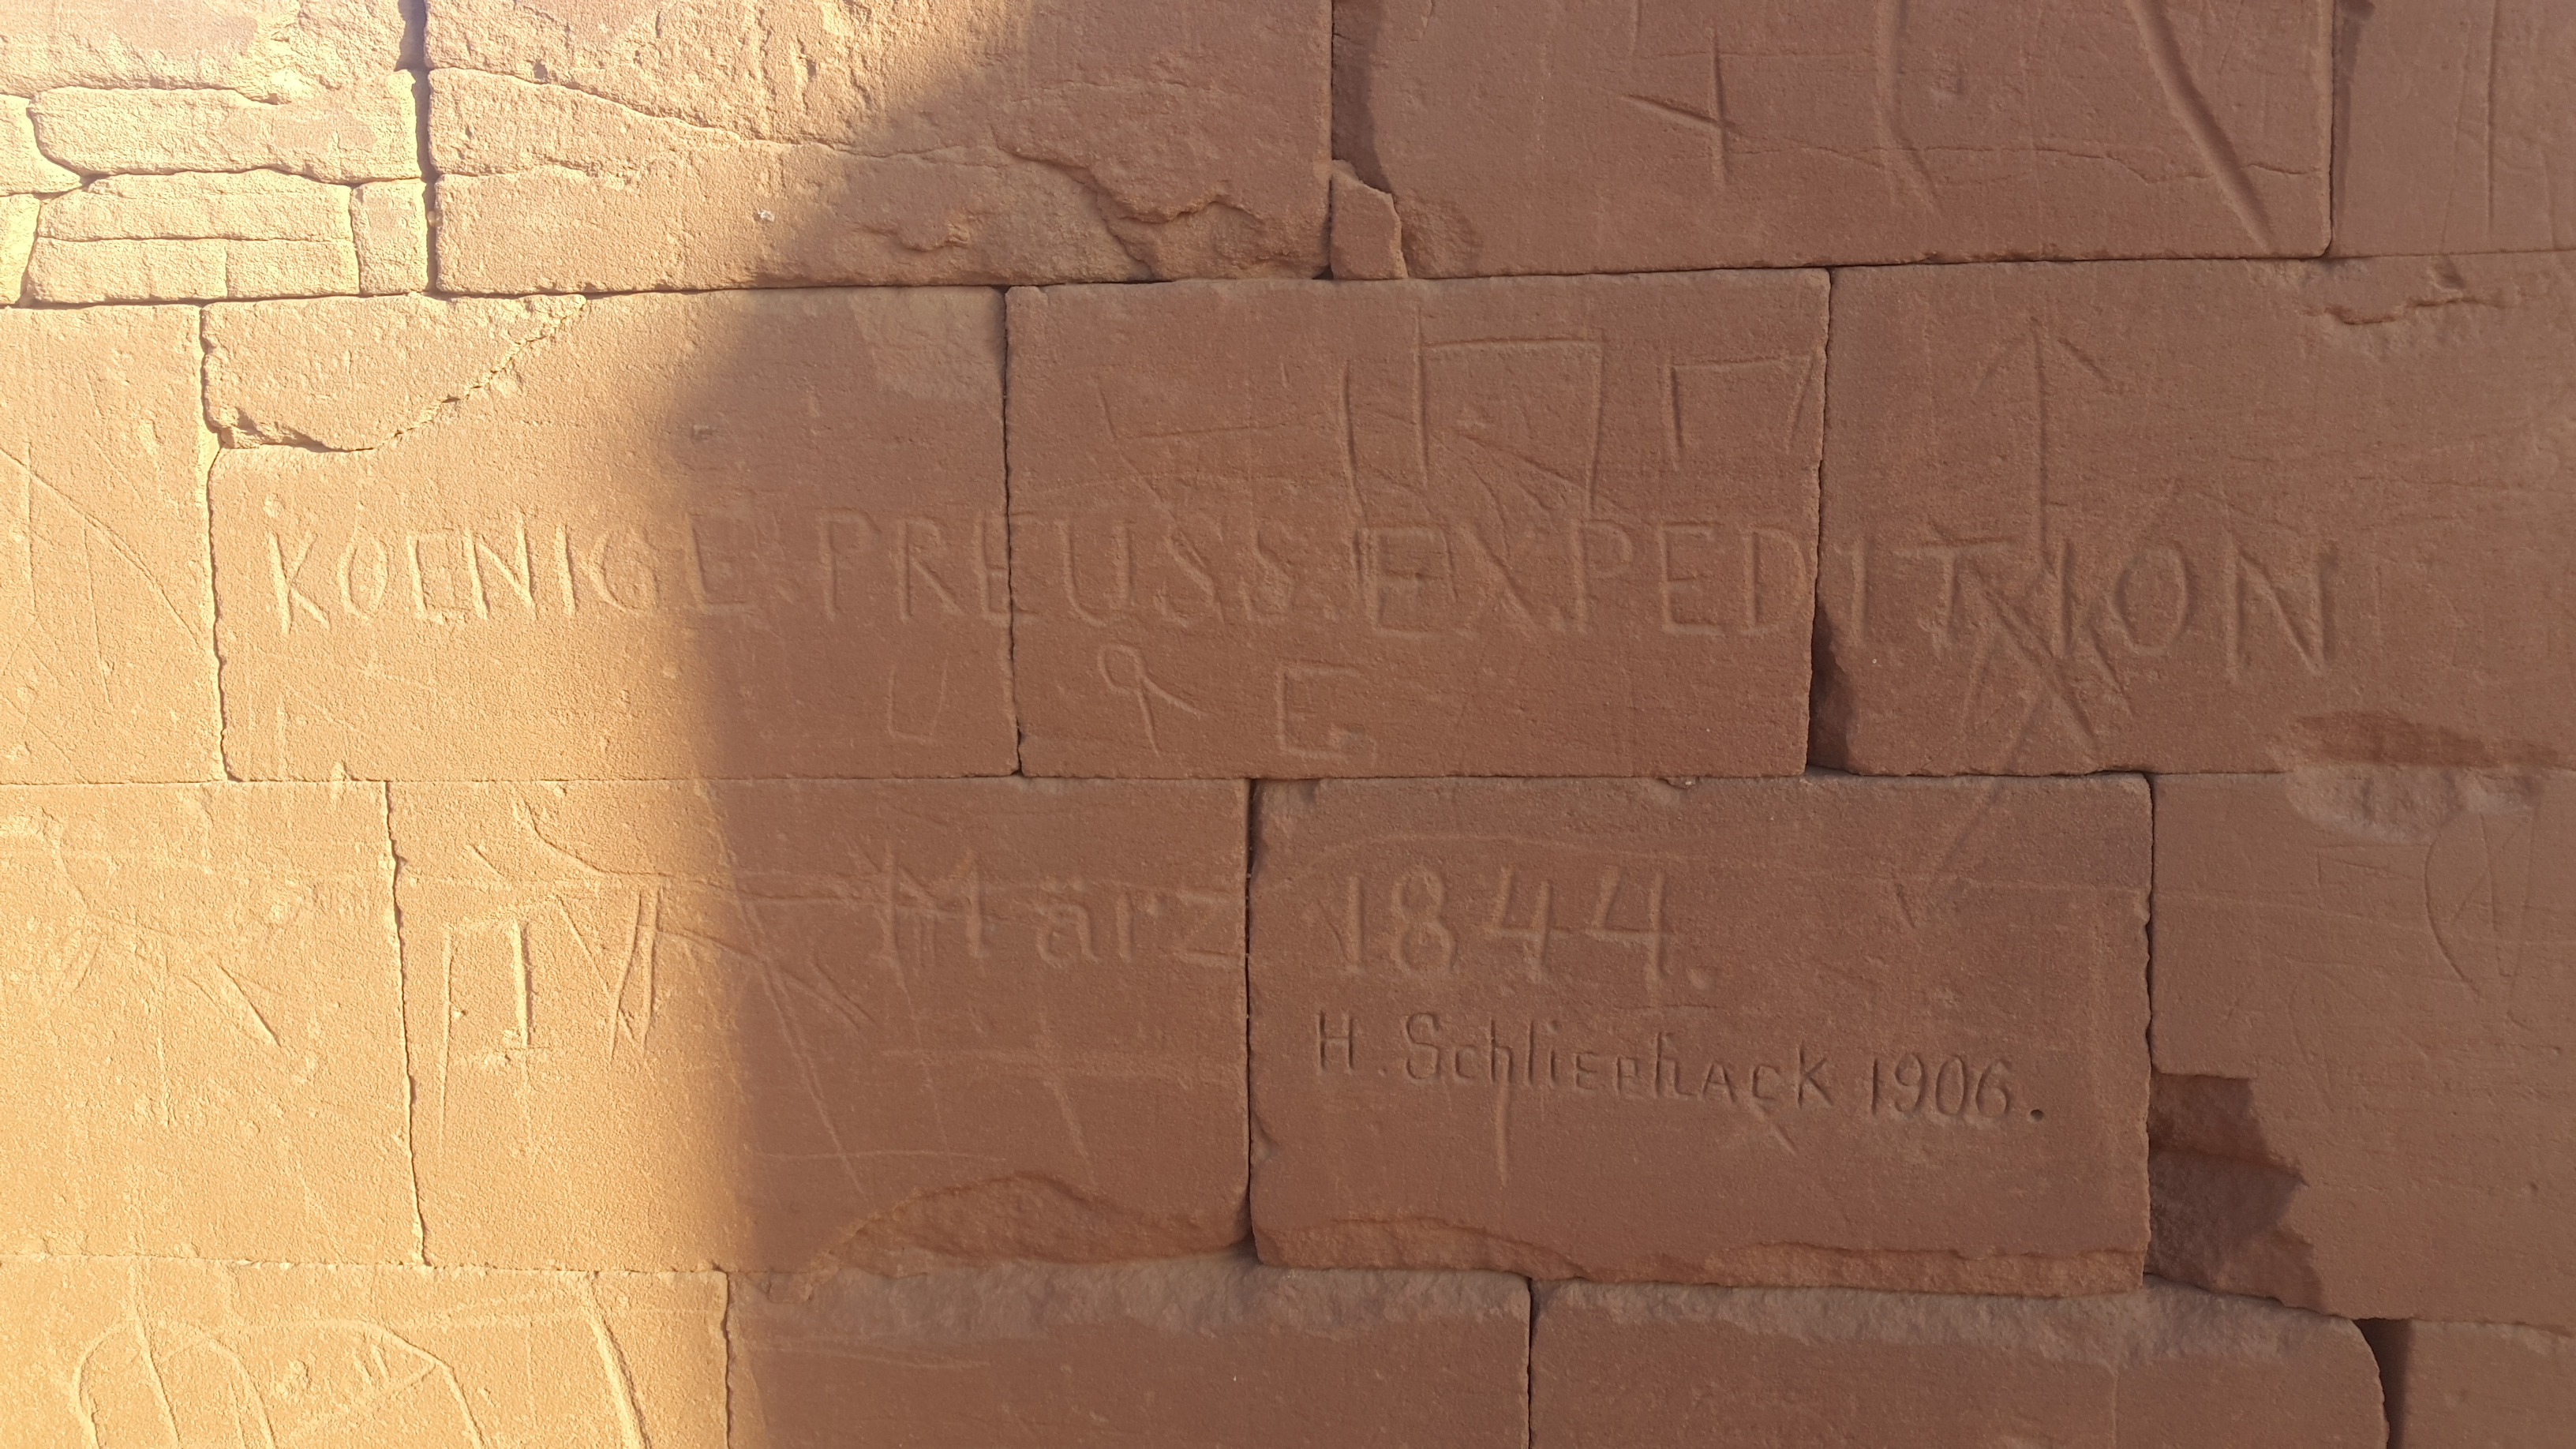 KOENIGL. PREUSS. EXPEDITION
März 1844.
H. Schliephack 1906.